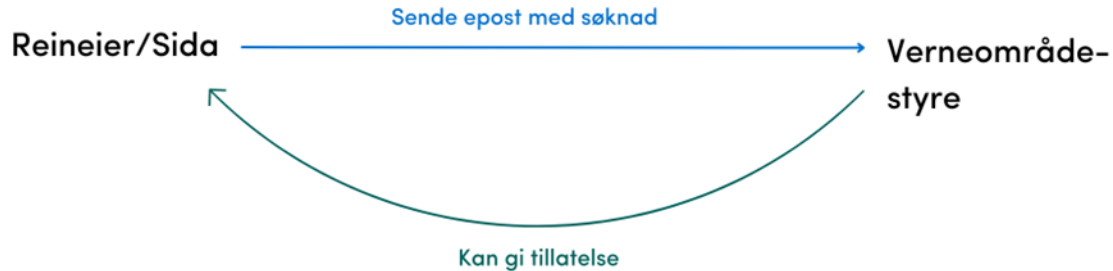 Sende epost med søknad
Reineier/Sida
Verneområde-
styre
Kan gi tillatelse